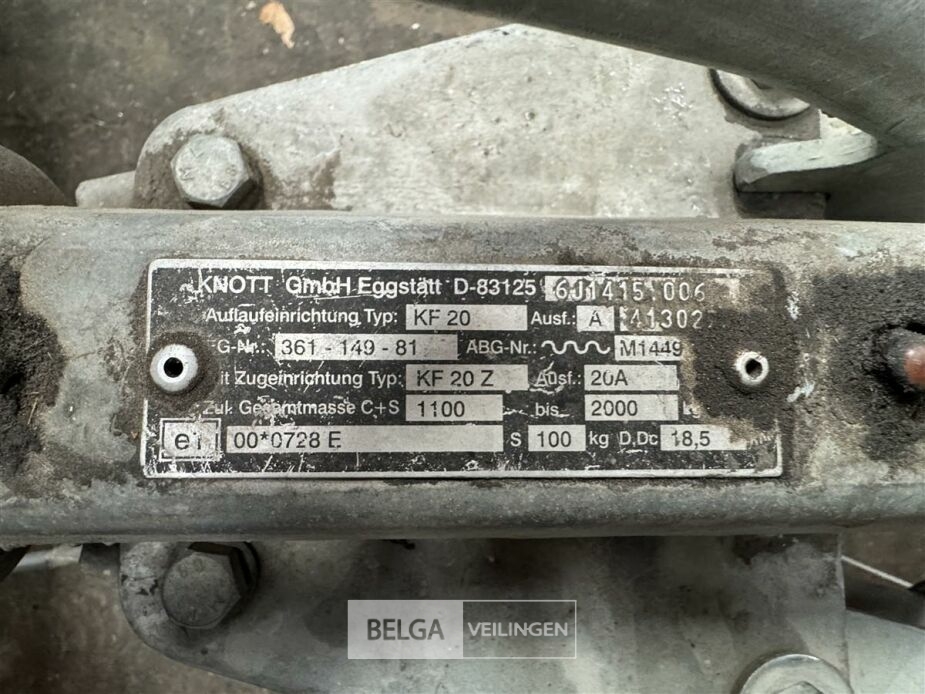 KNOTT GmbH Eggstätt D-83125 6U1415.006
Auflaufeinrichtung Typ: KF 20 Ausf.: A 41302
G-Nr.: 361-149-81 ABG-Nr.: M1449
it Zugeinrichtung Typ: KF 20 Z Ausf.: 20A
Zul. Gesamtmasse C+S 1100 bis 2000
e1 00*0728 E S 100 kg D,Dc 18,5 kN
BELGA VEILINGEN